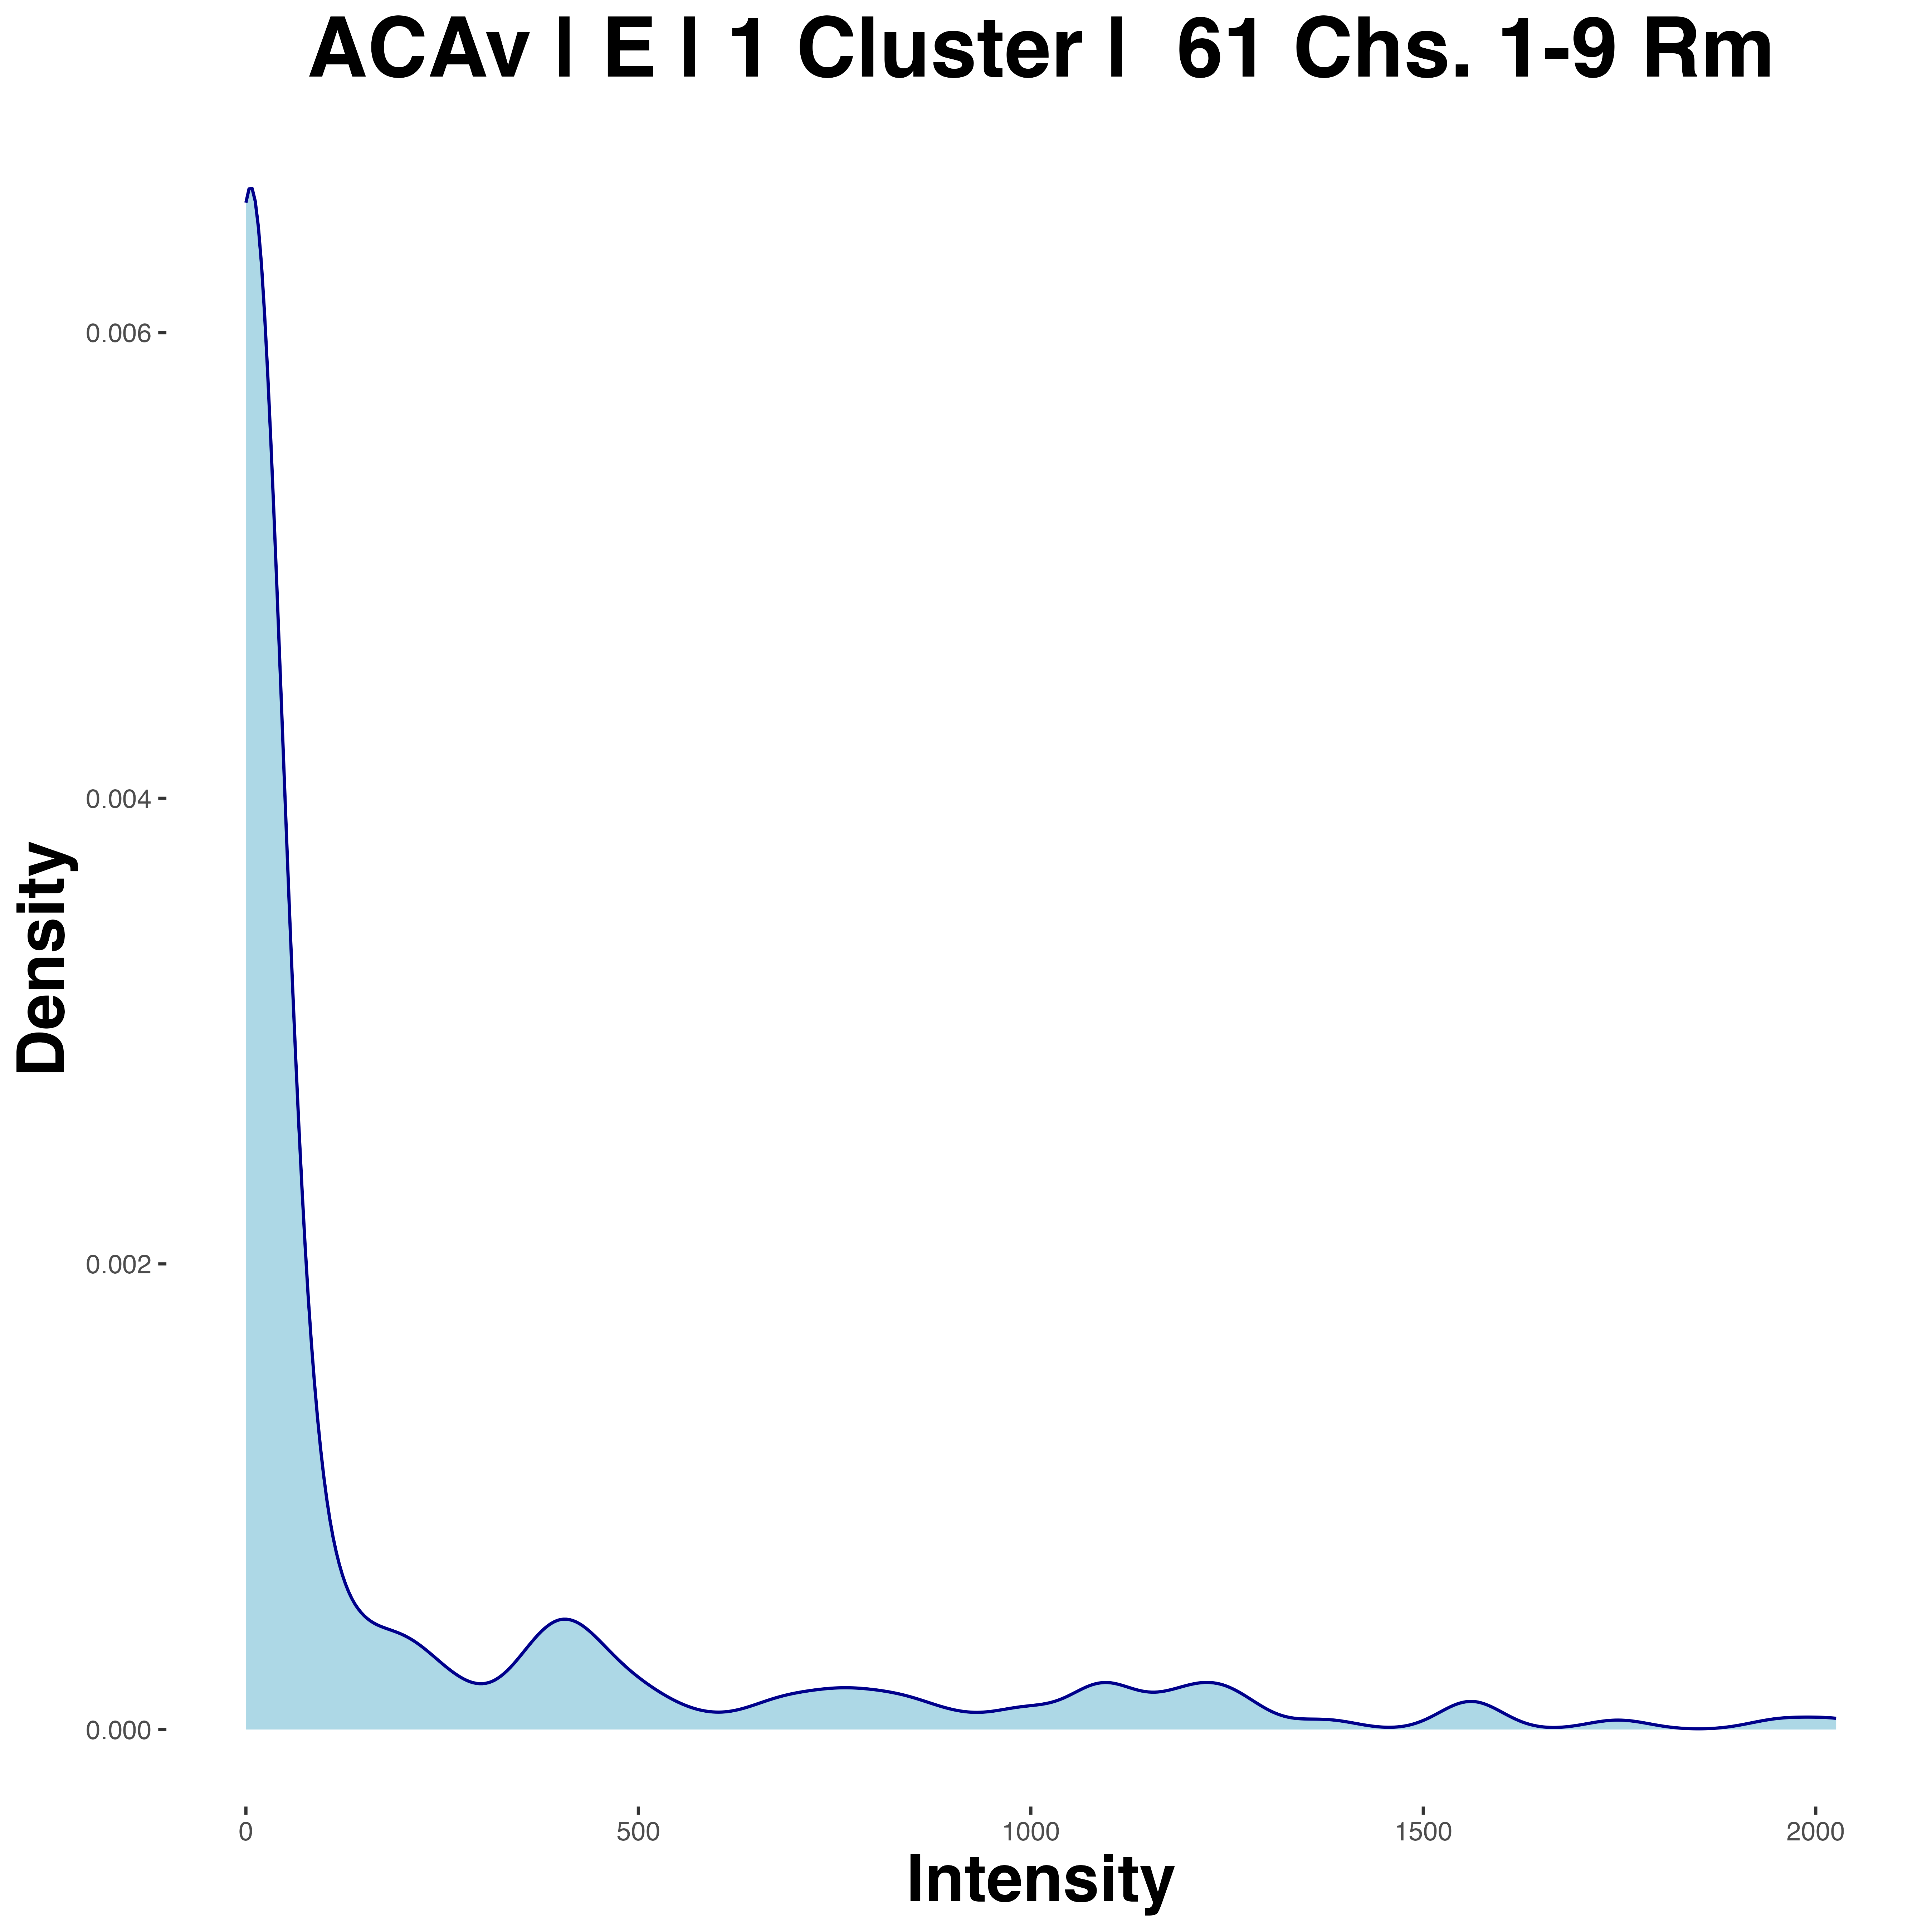 ACAv | E | 1 Cluster | 61 Chs. 1-9 Rm
0.006
0.004
Density
0.002
0.000
0 500 1000 1500 2000
Intensity